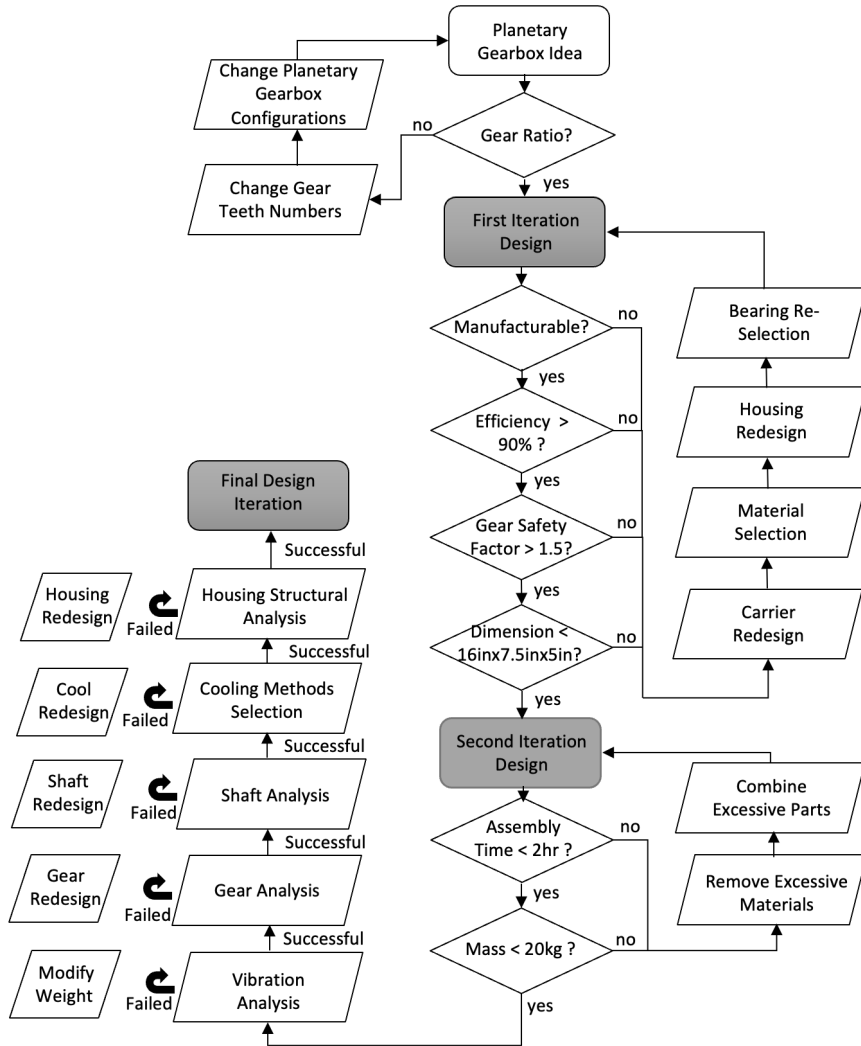 Planetary
Gearbox Idea
Change Planetary
Gearbox
Configurations
no
Gear Ratio?
Change Gear
Teeth Numbers
yes
First Iteration
Design
Manufacturable?
no
yes
Bearing Re-
Selection
Efficiency >
90% ?
no
yes
Housing
Redesign
Gear Safety
Factor > 1.5?
no
yes
Material
Selection
Dimension <
16inx7.5inx5in?
no
yes
Carrier
Redesign
Second Iteration
Design
Combine
Excessive Parts
Assembly
Time < 2hr ?
no
yes
Remove Excessive
Materials
Mass < 20kg ?
no
yes
Final Design
Iteration
Successful
Housing
Redesign
Failed
Housing Structural
Analysis
Successful
Cool
Redesign
Failed
Cooling Methods
Selection
Successful
Shaft
Redesign
Failed
Shaft Analysis
Successful
Gear
Redesign
Failed
Gear Analysis
Successful
Modify
Weight
Failed
Vibration
Analysis